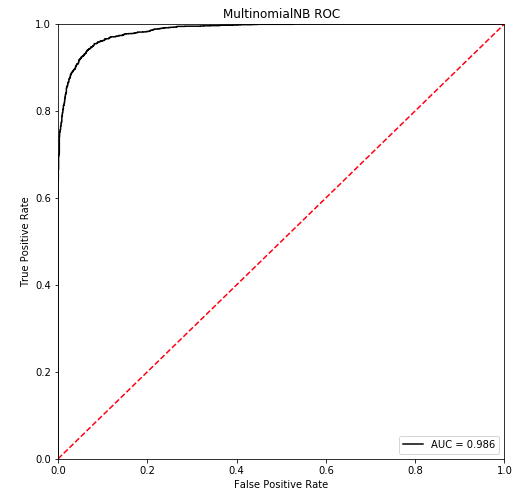 MultinomialNB ROC
1.0
0.8
0.6
0.4
0.2
0.0
True Positive Rate
AUC = 0.986
0.0 0.2 0.4 0.6 0.8 1.0
False Positive Rate